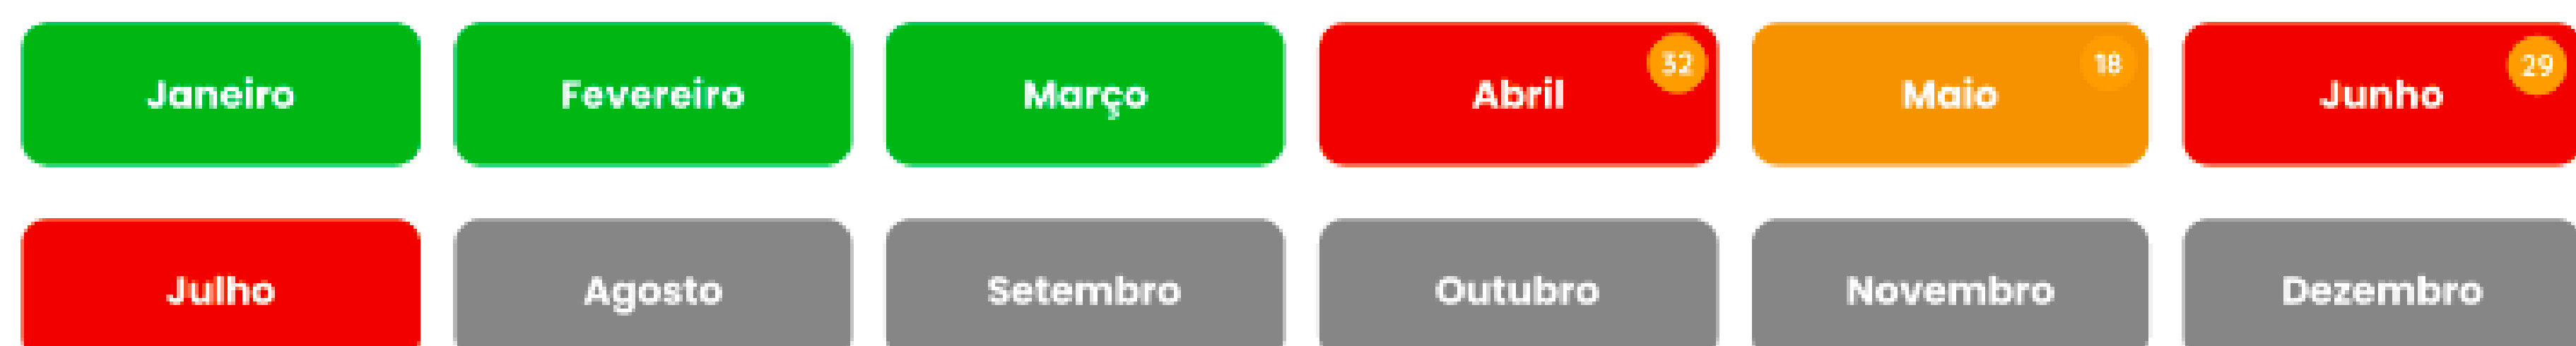 Janeiro Fevereiro Março Abril 32 Maio 18 Junho 29
Julho Agosto Setembro Outubro Novembro Dezembro